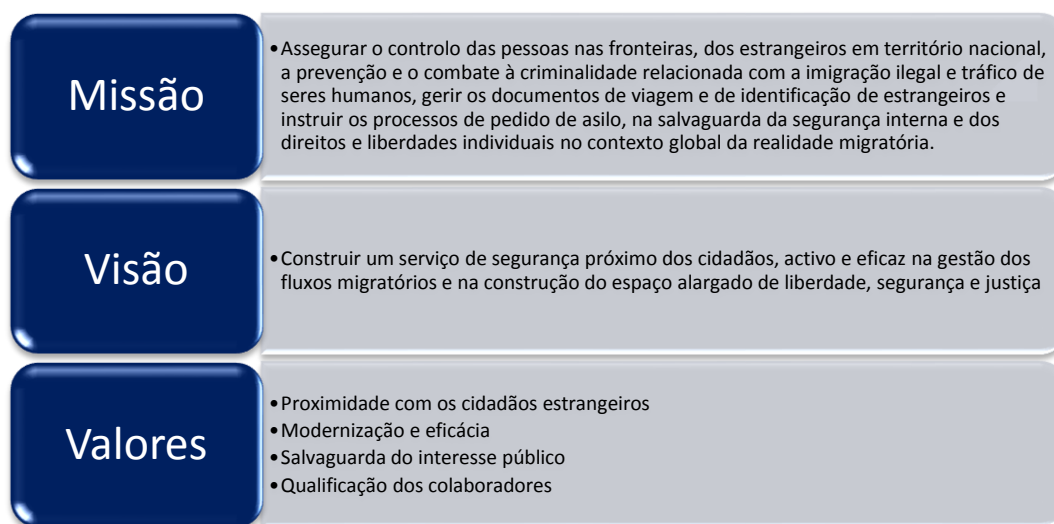 Missão
•Assegurar o controlo das pessoas nas fronteiras, dos estrangeiros em território nacional,
a prevenção e o combate à criminalidade relacionada com a imigração ilegal e tráfico de
seres humanos, gerir os documentos de viagem e de identificação de estrangeiros e
instruir os processos de pedido de asilo, na salvaguarda da segurança interna e dos
direitos e liberdades individuais no contexto global da realidade migratória.
Visão
•Construir um serviço de segurança próximo dos cidadãos, activo e eficaz na gestão dos
fluxos migratórios e na construção do espaço alargado de liberdade, segurança e justiça
Valores
•Proximidade com os cidadãos estrangeiros
•Modernização e eficácia
•Salvaguarda do interesse público
•Qualificação dos colaboradores